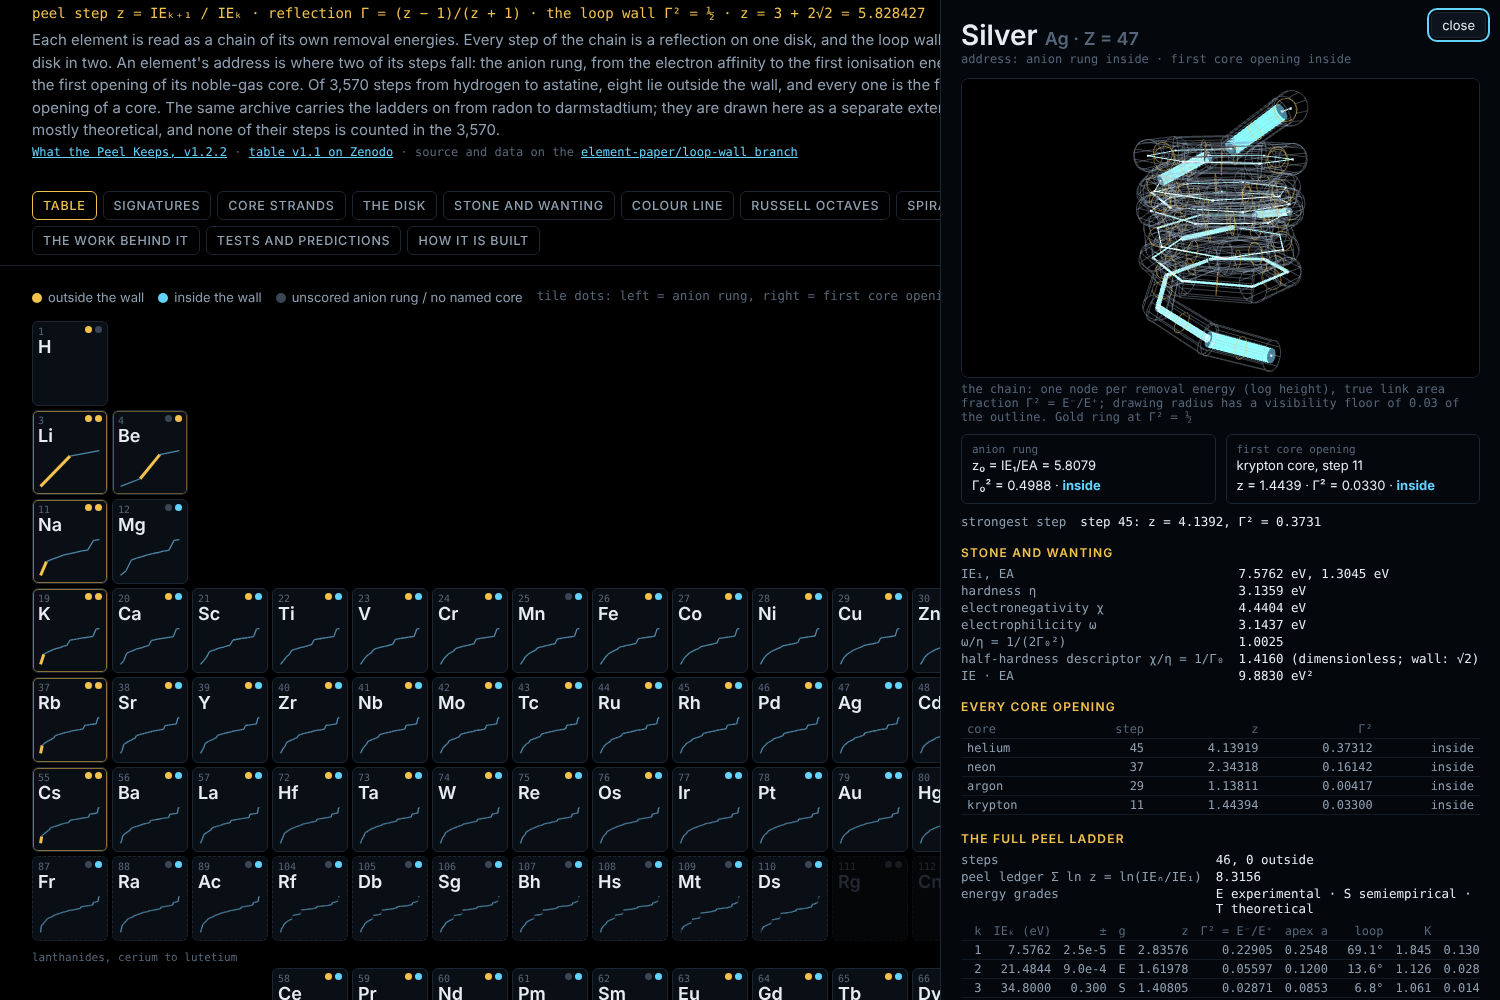 peel step z = IEₖ₊₁ / IEₖ · reflection Γ = (z − 1)/(z + 1) · the loop wall Γ² = ½ · z = 3 + 2√2 = 5.828427
Each element is read as a chain of its own removal energies. Every step of the chain is a reflection on one disk, and the loop wall
disk in two. An element's address is where two of its steps fall: the anion rung, from the electron affinity to the first ionisation
the first opening of its noble-gas core. Of 3,570 steps from hydrogen to astatine, eight lie outside the wall, and every one is the
opening of a core. The same archive carries the ladders on from radon to darmstadtium; they are drawn here as a separate
mostly theoretical, and none of their steps is counted in the 3,570.
What the Peel Keeps, v1.2.2 · table v1.1 on Zenodo · source and data on the element-paper/loop-wall branch
TABLE SIGNATURES CORE STRANDS THE DISK STONE AND WANTING COLOUR LINE RUSSELL OCTAVES
THE WORK BEHIND IT TESTS AND PREDICTIONS HOW IT IS BUILT
outside the wall inside the wall unscored anion rung / no named core tile dots: left = anion rung, right = first core
1
H
3 4
Li Be
11 12
Na Mg
19 20 21 22 23 24 25 26 27 28 29 30
K Ca Sc Ti V Cr Mn Fe Co Ni Cu Zn
37 38 39 40 41 42 43 44 45 46 47 48
Rb Sr Y Zr Nb Mo Tc Ru Rh Pd Ag Cd
55 56 57 72 73 74 75 76 77 78 79 80
Cs Ba La Hf Ta W Re Os Ir Pt Au Hg
87 88 89 104 105 106 107 108 109 110 111 112
Fr Ra Ac Rf Db Sg Bh Hs Mt Ds Rg Cn
lanthanides, cerium to lutetium
58 59 60 61 62 63 64 65 66
Ce Pr Nd Pm Sm Eu Gd Tb Dy
close
Silver Ag · Z = 47
address: anion rung inside · first core opening inside
the chain: one node per removal energy (log height), true link area
fraction Γ² = E⁻/E⁺; drawing radius has a visibility floor of 0.03 of
the outline. Gold ring at Γ² = ½
anion rung
z₀ = IE₁/EA = 5.8079
Γ₀² = 0.4988 · inside
first core opening
krypton core, step 11
z = 1.4439 · Γ² = 0.0330 · inside
strongest step step 45: z = 4.1392, Γ² = 0.3731
STONE AND WANTING
IE₁, EA 7.5762 eV, 1.3045 eV
hardness η 3.1359 eV
electronegativity χ 4.4404 eV
electrophilicity ω 3.1437 eV
ω/η = 1/(2Γ₀²) 1.0025
half-hardness descriptor χ/η = 1/Γ₀ 1.4160 (dimensionless; wall: √2)
IE · EA 9.8830 eV²
EVERY CORE OPENING
core step z Γ²
helium 45 4.13919 0.37312 inside
neon 37 2.34318 0.16142 inside
argon 29 1.13811 0.00417 inside
krypton 11 1.44394 0.03300 inside
THE FULL PEEL LADDER
steps 46, 0 outside
peel ledger Σ ln z = ln(IEₙ/IE₁) 8.3156
energy grades E experimental · S semiempirical ·
T theoretical
k IEₖ (eV) ± g z Γ² = E⁻/E⁺ apex a loop K
1 7.5762 2.5e-5 E 2.83576 0.22905 0.2548 69.1° 1.845 0.130
2 21.4844 9.0e-4 E 1.61978 0.05597 0.1200 13.6° 1.126 0.028
3 34.8000 0.300 S 1.40805 0.02871 0.0853 6.8° 1.061 0.014